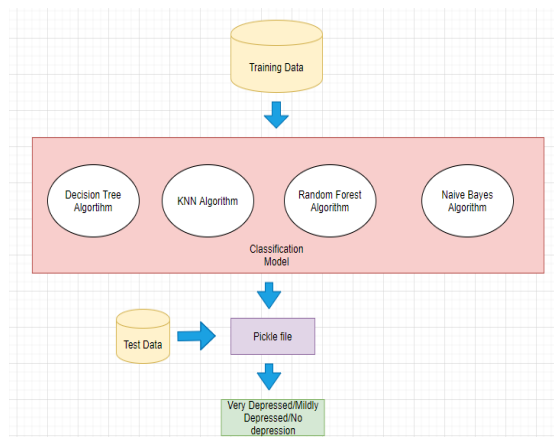 Training Data
Decision Tree
Algortihm
KNN Algorithm
Random Forest
Algorithm
Naive Bayes
Algorithm
Classification
Model
Test Data
Pickle file
Very Depressed/Mildly
Depressed/No
depression